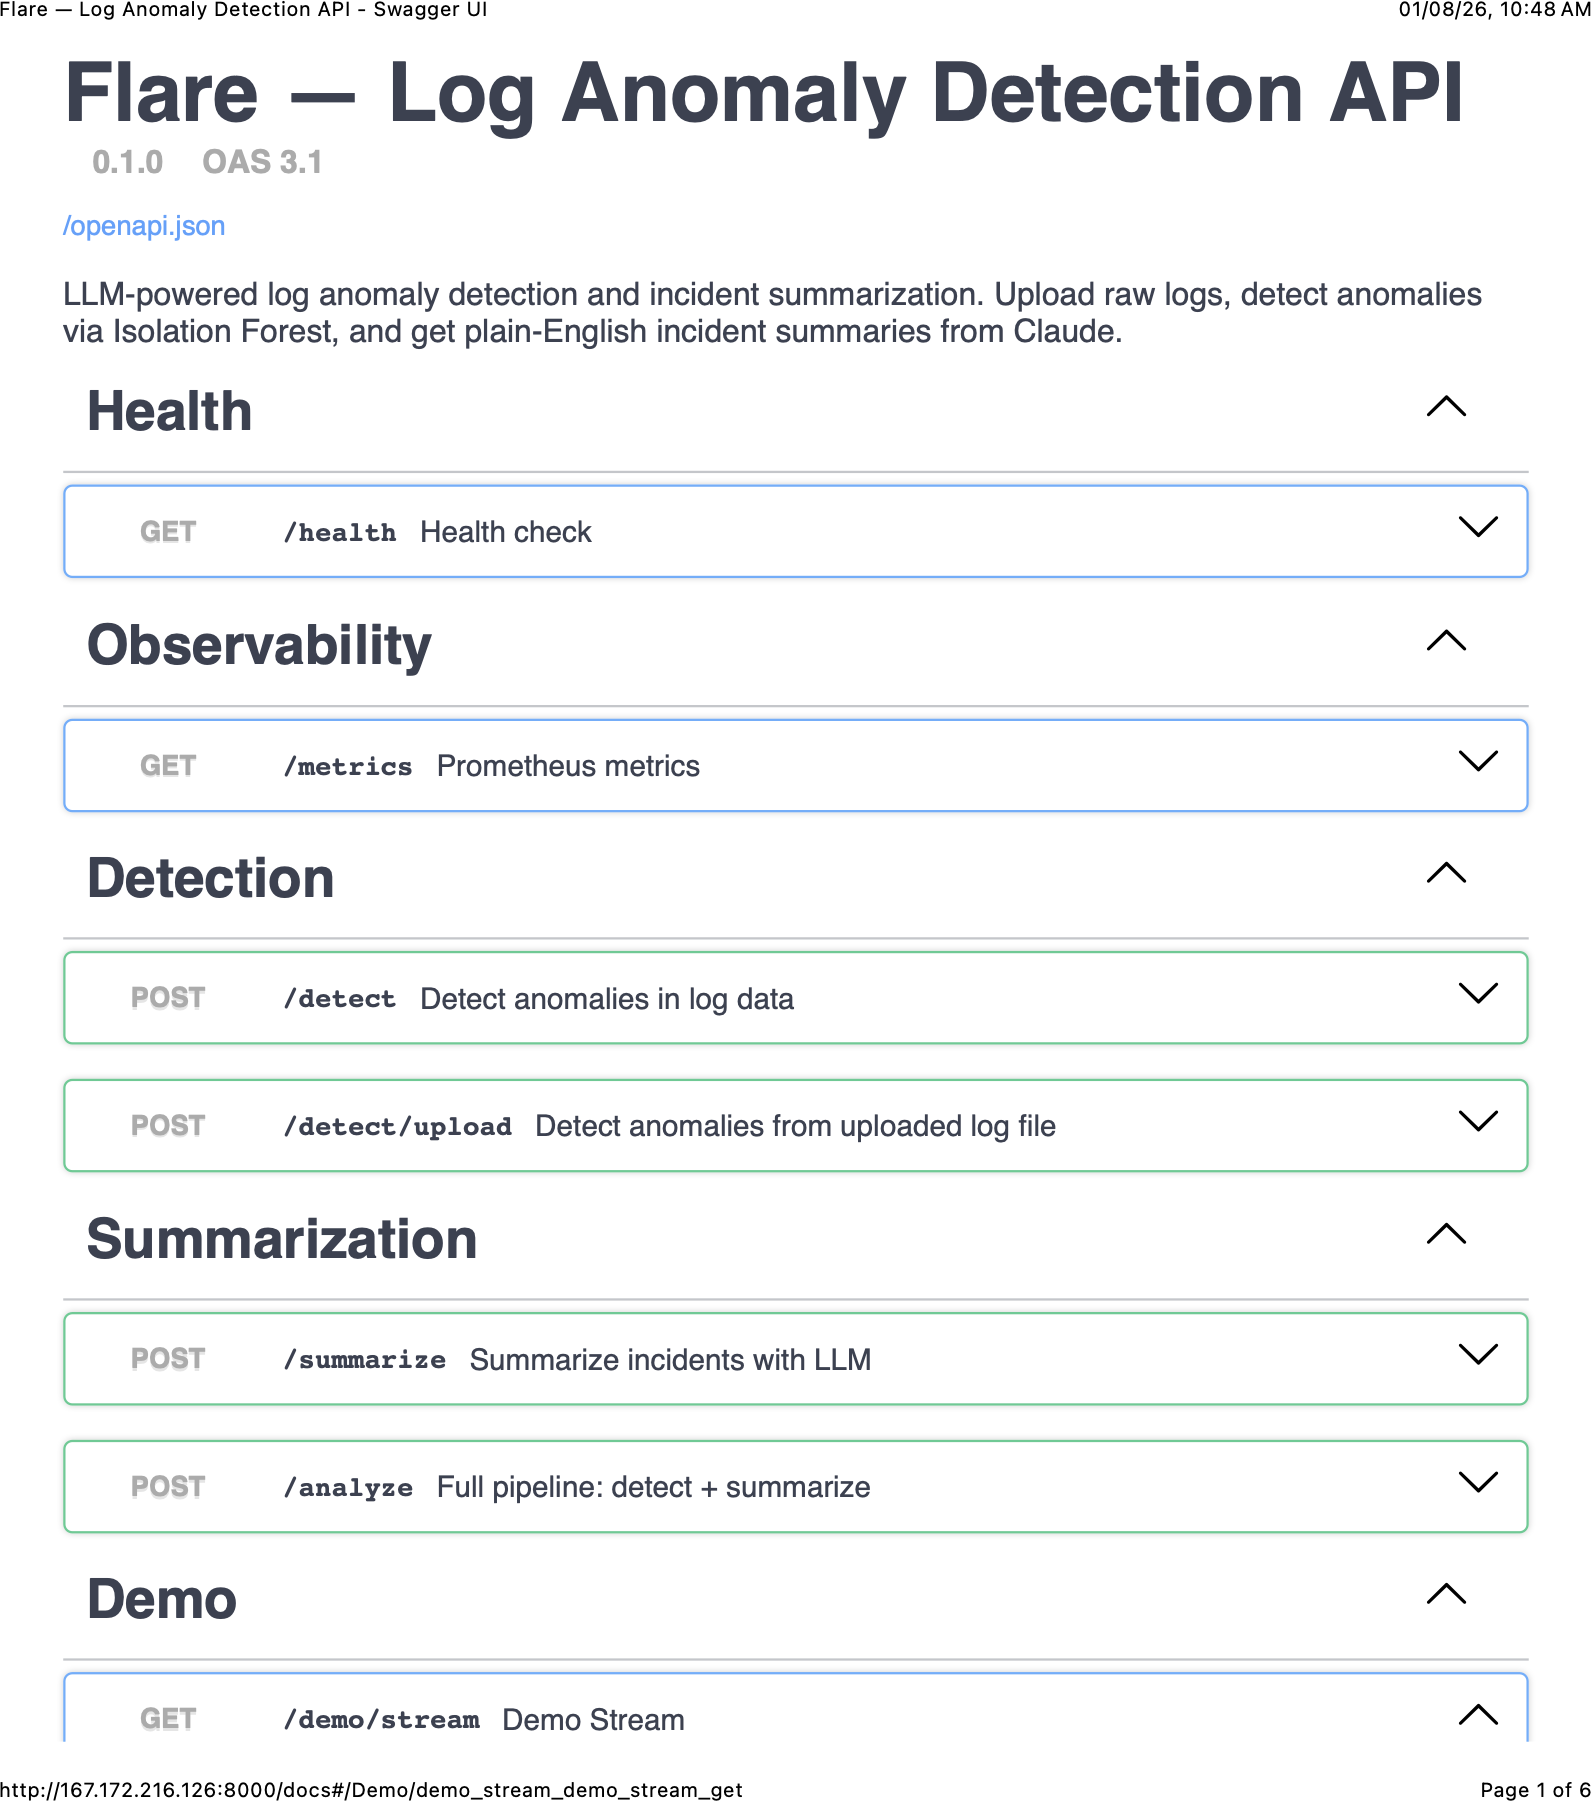 Flare — Log Anomaly Detection API - Swagger UI
01/08/26, 10:48 AM
Flare — Log Anomaly Detection API
0.1.0 OAS 3.1
/openapi.json
LLM-powered log anomaly detection and incident summarization. Upload raw logs, detect anomalies
via Isolation Forest, and get plain-English incident summaries from Claude.
Health
GET /health Health check
Observability
GET /metrics Prometheus metrics
Detection
POST /detect Detect anomalies in log data
POST /detect/upload Detect anomalies from uploaded log file
Summarization
POST /summarize Summarize incidents with LLM
POST /analyze Full pipeline: detect + summarize
Demo
GET /demo/stream Demo Stream
http://167.172.216.126:8000/docs#/Demo/demo_stream_demo_stream_get
Page 1 of 6